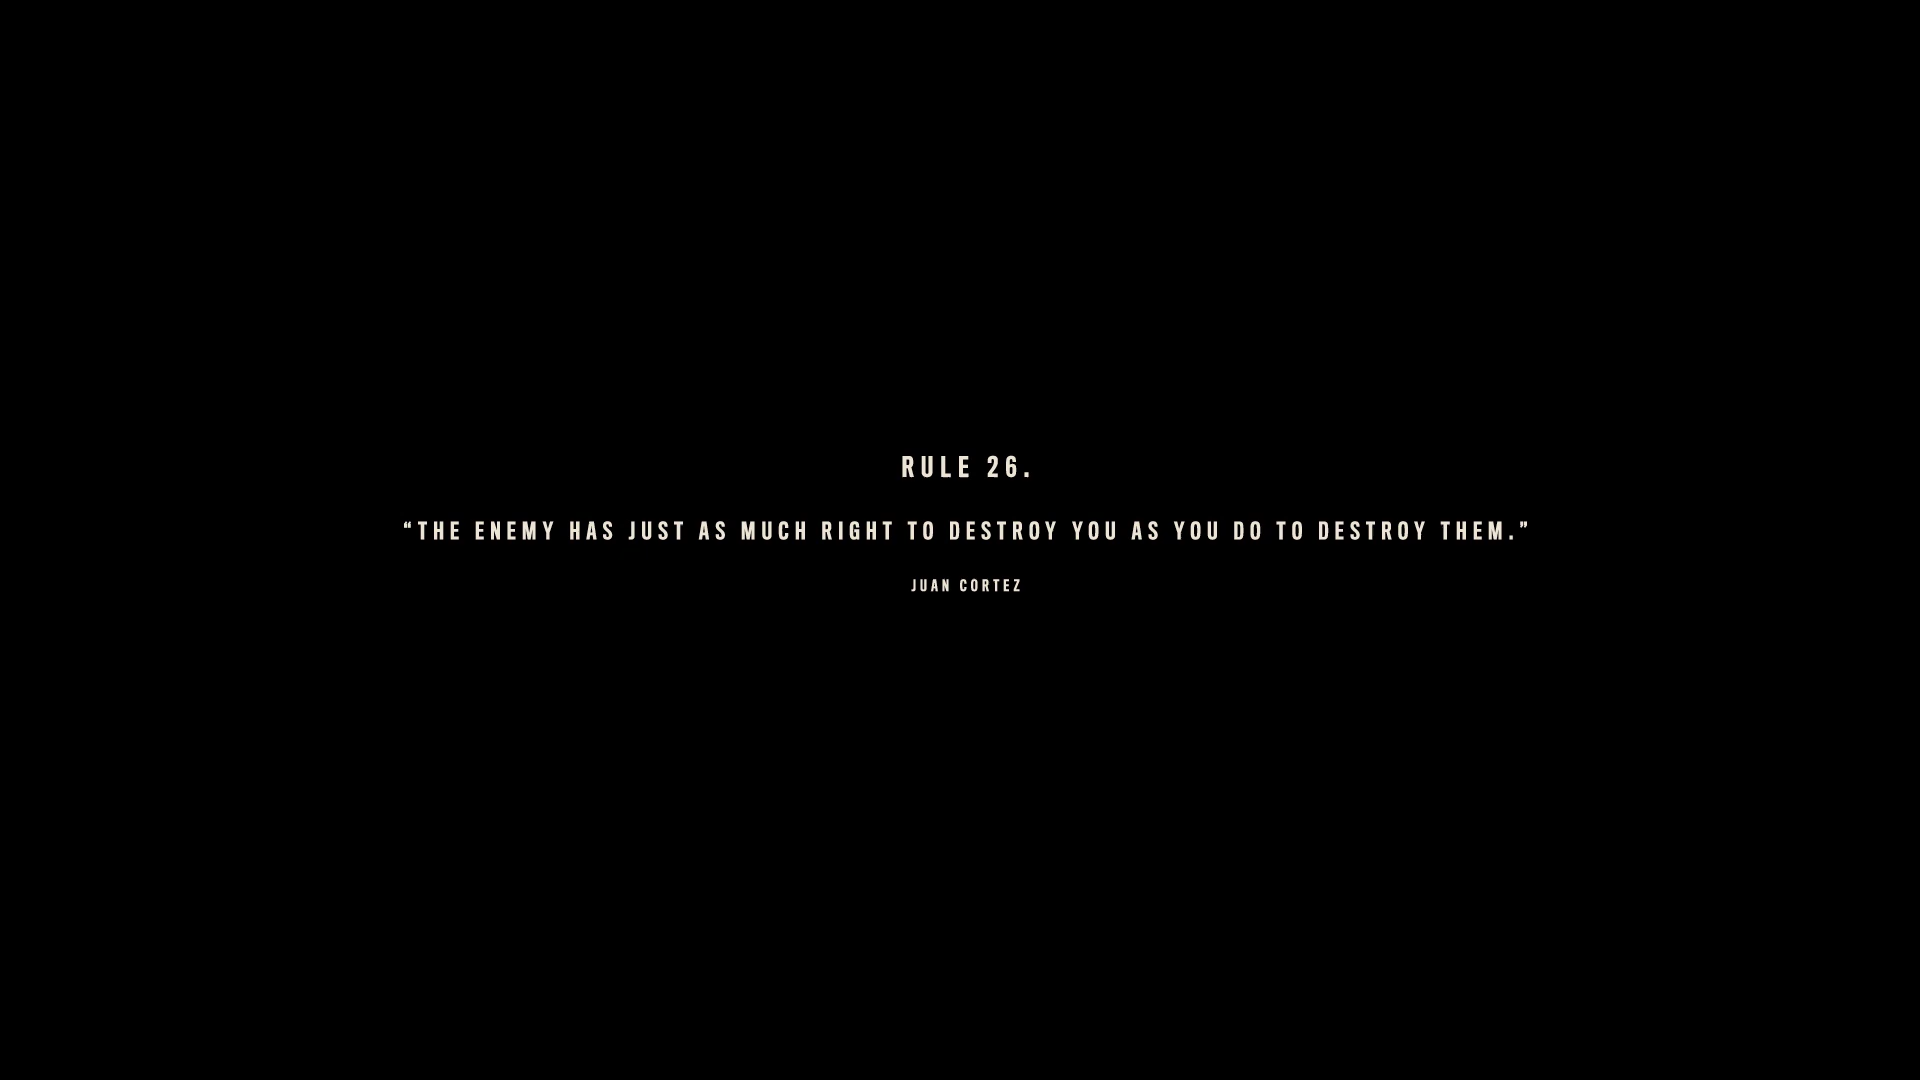 RULE 26.
“THE ENEMY HAS JUST AS MUCH RIGHT TO DESTROY YOU AS YOU DO TO DESTROY THEM.”
JUAN CORTEZ